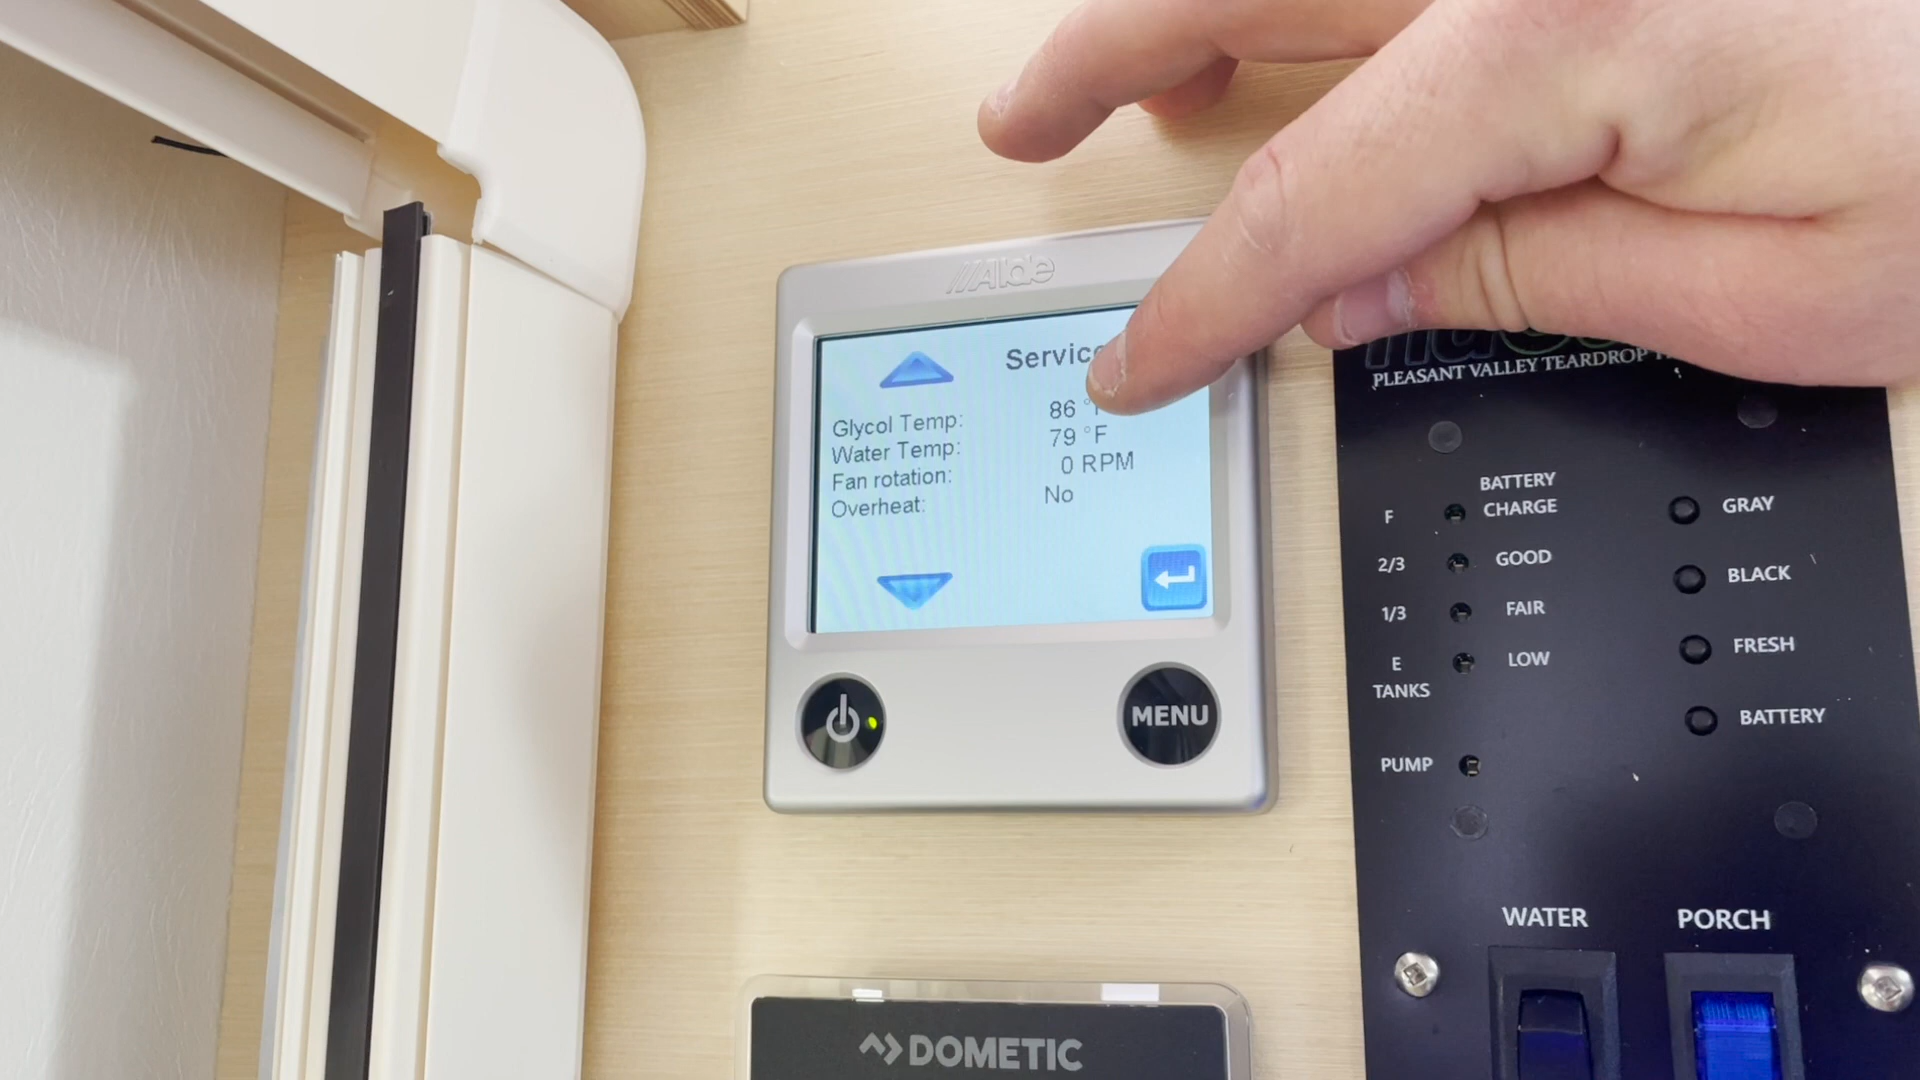 Alde
Service
Glycol Temp: 86 °F
Water Temp: 79 °F
Fan rotation: 0 RPM
Overheat: No
MENU
DOMETIC
PLEASANT VALLEY TEARDROP
BATTERY
CHARGE
F
2/3 GOOD
1/3 FAIR
E LOW
TANKS
PUMP
GRAY
BLACK
FRESH
BATTERY
WATER PORCH